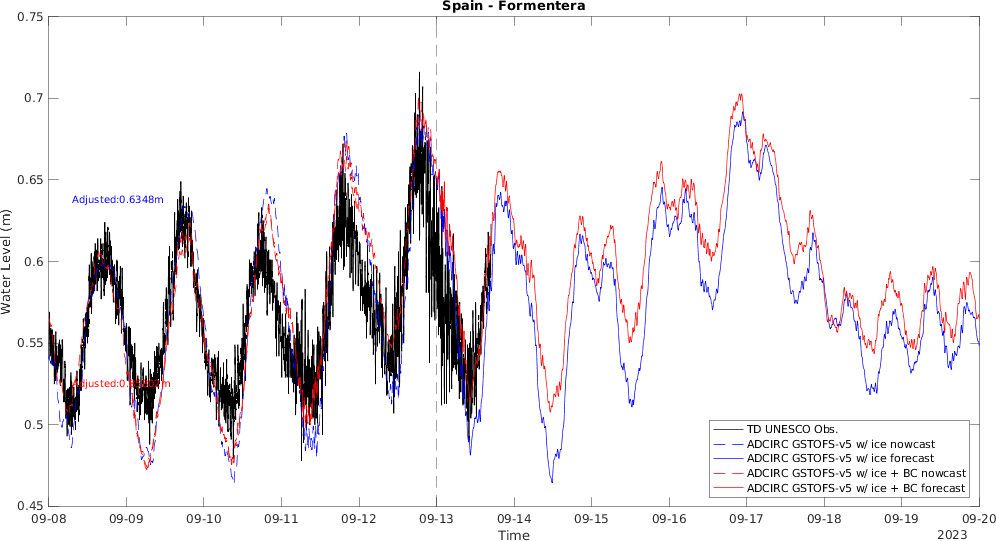 Spain - Formentera
Water Level (m)
0.75
0.7
0.65
0.6
0.55
0.5
0.45
Adjusted:0.6348m
TD UNESCO Obs.
ADCIRC GSTOFS-v5 w/ ice nowcast
ADCIRC GSTOFS-v5 w/ ice forecast
ADCIRC GSTOFS-v5 w/ ice + BC nowcast
ADCIRC GSTOFS-v5 w/ ice + BC forecast
09-08 09-09 09-10 09-11 09-12 09-13 09-14 09-15 09-16 09-17 09-18 09-19 09-20
Time
2023